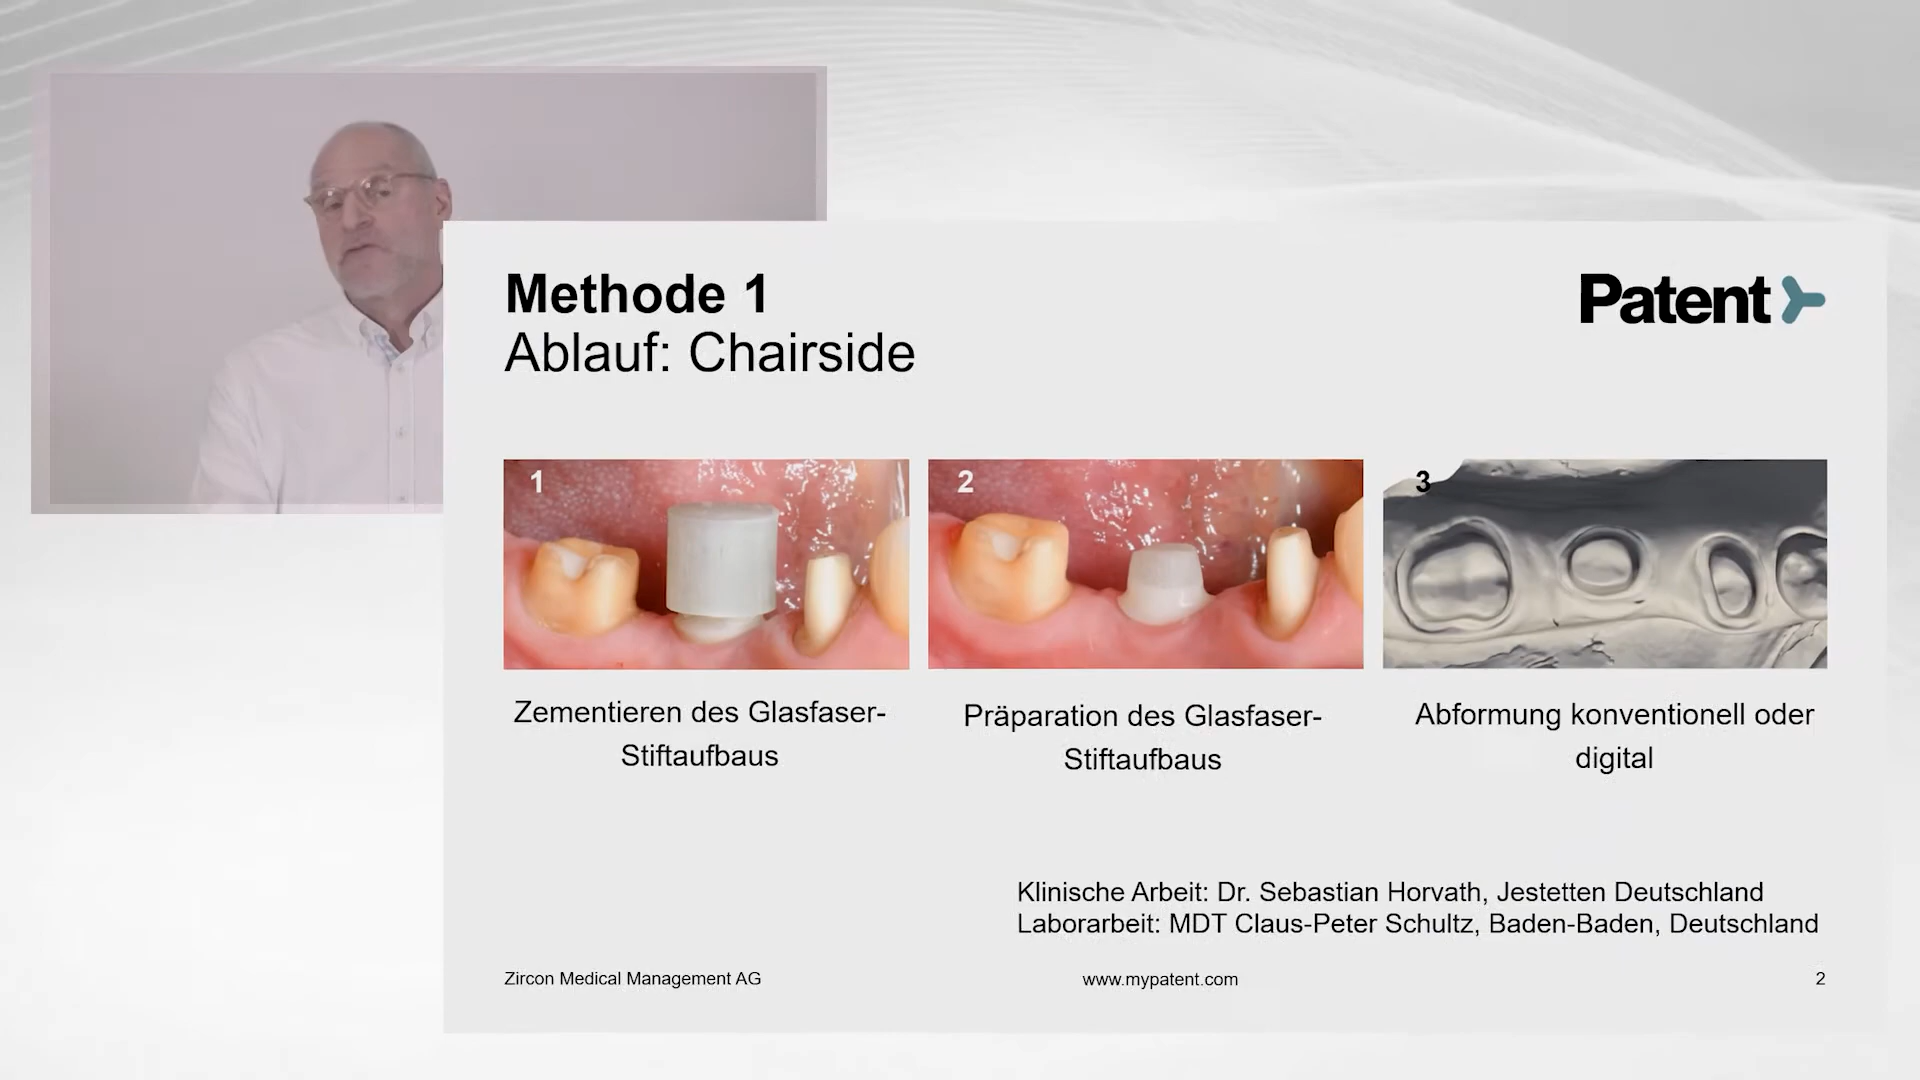 Methode 1
Ablauf: Chairside
Patent
1
2
3
Zementieren des Glasfaser-
Stiftaufbaus
Präparation des Glasfaser-
Stiftaufbaus
Abformung konventionell oder
digital
Klinische Arbeit: Dr. Sebastian Horvath, Jestetten Deutschland
Laborarbeit: MDT Claus-Peter Schultz, Baden-Baden, Deutschland
Zircon Medical Management AG
www.mypatent.com
2